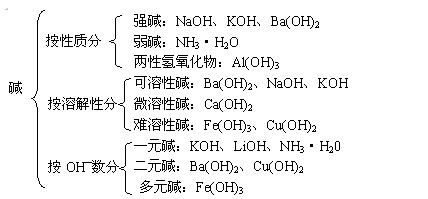 强碱：NaOH、KOH、Ba(OH)₂
按性质分
弱碱：NH₃·H₂O
两性氢氧化物：Al(OH)₃
碱
可溶性碱：Ba(OH)₂、NaOH、KOH
按溶解性分
微溶性碱：Ca(OH)₂
难溶性碱：Fe(OH)₃、Cu(OH)₂
一元碱：KOH、LiOH、NH₃·H₂0
按 OH⁻数分
二元碱：Ba(OH)₂、Cu(OH)₂
多元碱：Fe(OH)₃